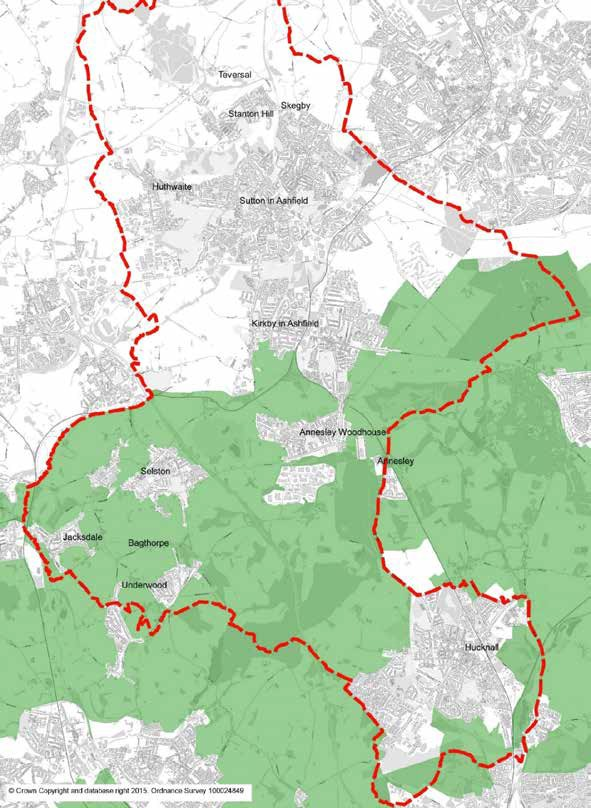 Teversal
Skegby
Stanton Hill
Huthwaite
Sutton in Ashfield
Kirkby in Ashfield
Annesley Woodhouse
Annesley
Selston
Jacksdale
Bagthorpe
Underwood
Hucknall
© Crown Copyright and database right 2015. Ordnance Survey 100024849